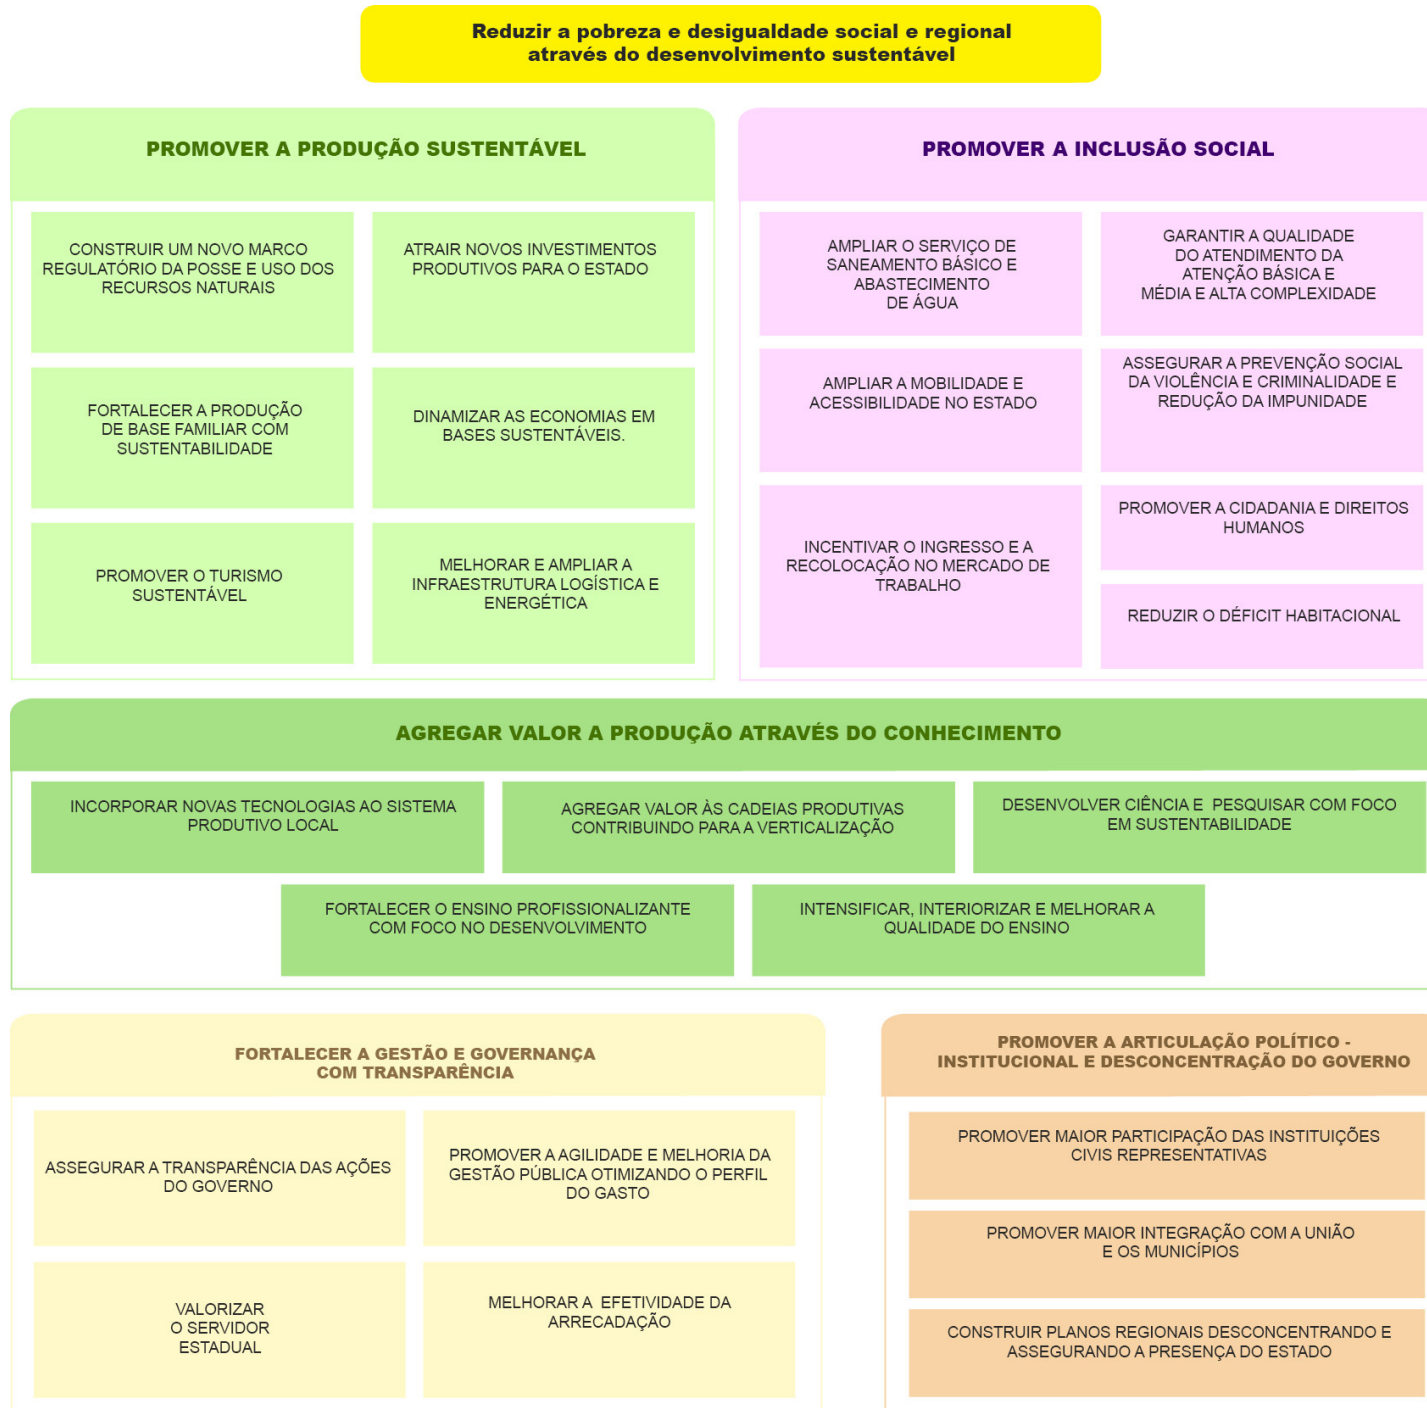 Reduzir a pobreza e desigualdade social e regional
através do desenvolvimento sustentável
PROMOVER A PRODUÇÃO SUSTENTÁVEL
CONSTRUIR UM NOVO MARCO
REGULATÓRIO DA POSSE E USO DOS
RECURSOS NATURAIS
ATRAIR NOVOS INVESTIMENTOS
PRODUTIVOS PARA O ESTADO
FORTALECER A PRODUÇÃO
DE BASE FAMILIAR COM
SUSTENTABILIDADE
DINAMIZAR AS ECONOMIAS EM
BASES SUSTENTÁVEIS.
PROMOVER O TURISMO
SUSTENTÁVEL
MELHORAR E AMPLIAR A
INFRAESTRUTURA LOGÍSTICA E
ENERGÉTICA
PROMOVER A INCLUSÃO SOCIAL
AMPLIAR O SERVIÇO DE
SANEAMENTO BÁSICO E
ABASTECIMENTO
DE ÁGUA
GARANTIR A QUALIDADE
DO ATENDIMENTO DA
ATENÇÃO BÁSICA E
MÉDIA E ALTA COMPLEXIDADE
AMPLIAR A MOBILIDADE E
ACESSIBILIDADE NO ESTADO
ASSEGURAR A PREVENÇÃO SOCIAL
DA VIOLÊNCIA E CRIMINALIDADE E
REDUÇÃO DA IMPUNIDADE
INCENTIVAR O INGRESSO E A
RECOLOCAÇÃO NO MERCADO DE
TRABALHO
PROMOVER A CIDADANIA E DIREITOS
HUMANOS
REDUZIR O DÉFICIT HABITACIONAL
AGREGAR VALOR A PRODUÇÃO ATRAVÉS DO CONHECIMENTO
INCORPORAR NOVAS TECNOLOGIAS AO SISTEMA
PRODUTIVO LOCAL
AGREGAR VALOR ÀS CADEIAS PRODUTIVAS
CONTRIBUINDO PARA A VERTICALIZAÇÃO
DESENVOLVER CIÊNCIA E PESQUISAR COM FOCO
EM SUSTENTABILIDADE
FORTALECER O ENSINO PROFISSIONALIZANTE
COM FOCO NO DESENVOLVIMENTO
INTENSIFICAR, INTERIORIZAR E MELHORAR A
QUALIDADE DO ENSINO
FORTALECER A GESTÃO E GOVERNANÇA
COM TRANSPARÊNCIA
ASSEGURAR A TRANSPARÊNCIA DAS AÇÕES
DO GOVERNO
PROMOVER A AGILIDADE E MELHORIA DA
GESTÃO PÚBLICA OTIMIZANDO O PERFIL
DO GASTO
VALORIZAR
O SERVIDOR
ESTADUAL
MELHORAR A EFETIVIDADE DA
ARRECADAÇÃO
PROMOVER A ARTICULAÇÃO POLÍTICO -
INSTITUCIONAL E DESCONCENTRAÇÃO DO GOVERNO
PROMOVER MAIOR PARTICIPAÇÃO DAS INSTITUIÇÕES
CIVIS REPRESENTATIVAS
PROMOVER MAIOR INTEGRAÇÃO COM A UNIÃO
E OS MUNICÍPIOS
CONSTRUIR PLANOS REGIONAIS DESCONCENTRANDO E
ASSEGURANDO A PRESENÇA DO ESTADO